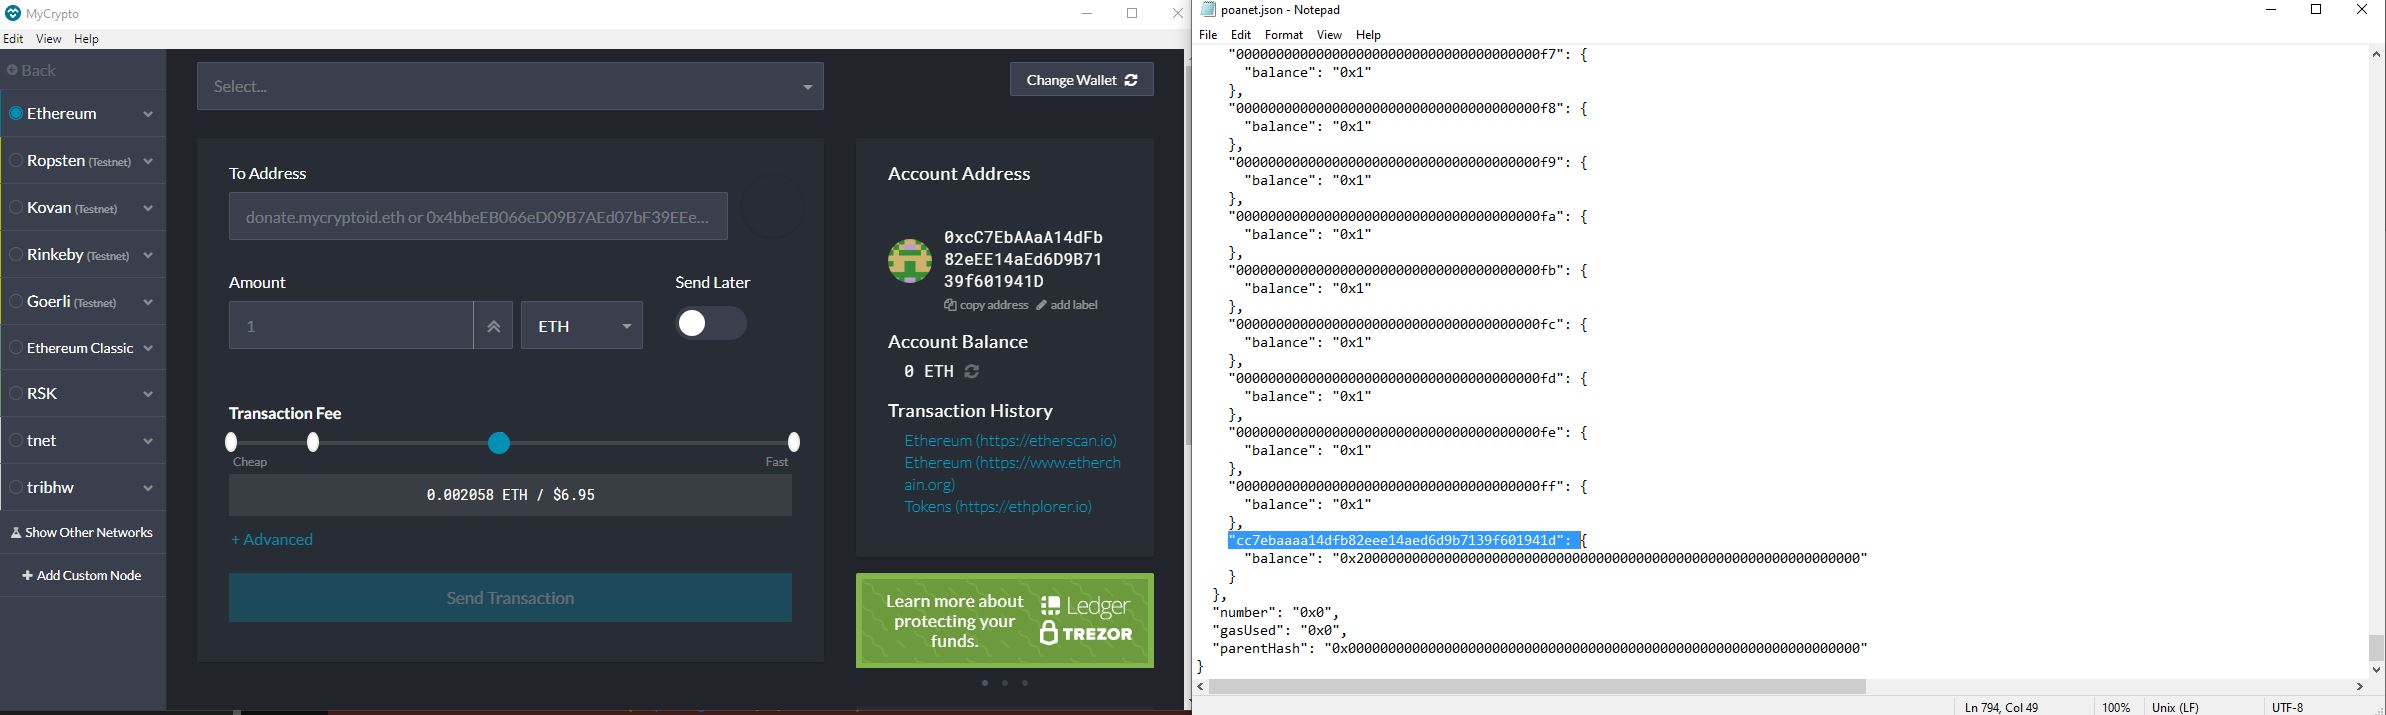 MyCrypto
Edit View Help
Back
Ethereum
Ropsten (Testnet)
Kovan (Testnet)
Rinkeby (Testnet)
Goerli (Testnet)
Ethereum Classic
RSK
tnet
tribhw
Show Other Networks
Add Custom Node
Select...
Change Wallet
To Address
donate.mycryptoid.eth or 0x4bbeEB066eD09B7AEd07bF39EEe...
Amount
Send Later
1
ETH
Transaction Fee
Cheap
Fast
0.002058 ETH / $6.95
+ Advanced
Send Transaction
Account Address
0xcC7EbAAaA14dFb
82eEE14aEd6D9B71
39f601941D
copy address add label
Account Balance
0 ETH
Transaction History
Ethereum (https://etherscan.io)
Ethereum (https://www.etherch
ain.org)
Tokens (https://ethplorer.io)
Learn more about
protecting your
funds.
Ledger
TREZOR
poanet.json - Notepad
File Edit Format View Help
"00000000000000000000000000000000000000f7": {
"balance": "0x1"
},
"00000000000000000000000000000000000000f8": {
"balance": "0x1"
},
"00000000000000000000000000000000000000f9": {
"balance": "0x1"
},
"00000000000000000000000000000000000000fa": {
"balance": "0x1"
},
"00000000000000000000000000000000000000fb": {
"balance": "0x1"
},
"00000000000000000000000000000000000000fc": {
"balance": "0x1"
},
"00000000000000000000000000000000000000fd": {
"balance": "0x1"
},
"00000000000000000000000000000000000000fe": {
"balance": "0x1"
},
"00000000000000000000000000000000000000ff": {
"balance": "0x1"
},
"cc7ebaaaa14dfb82eee14aed6d9b7139f601941d": {
"balance": "0x200000000000000000000000000000000000000000000000000000000000000"
}
},
"number": "0x0",
"gasUsed": "0x0",
"parentHash": "0x0000000000000000000000000000000000000000000000000000000000000000"
}
Ln 794, Col 49
100%
Unix (LF)
UTF-8